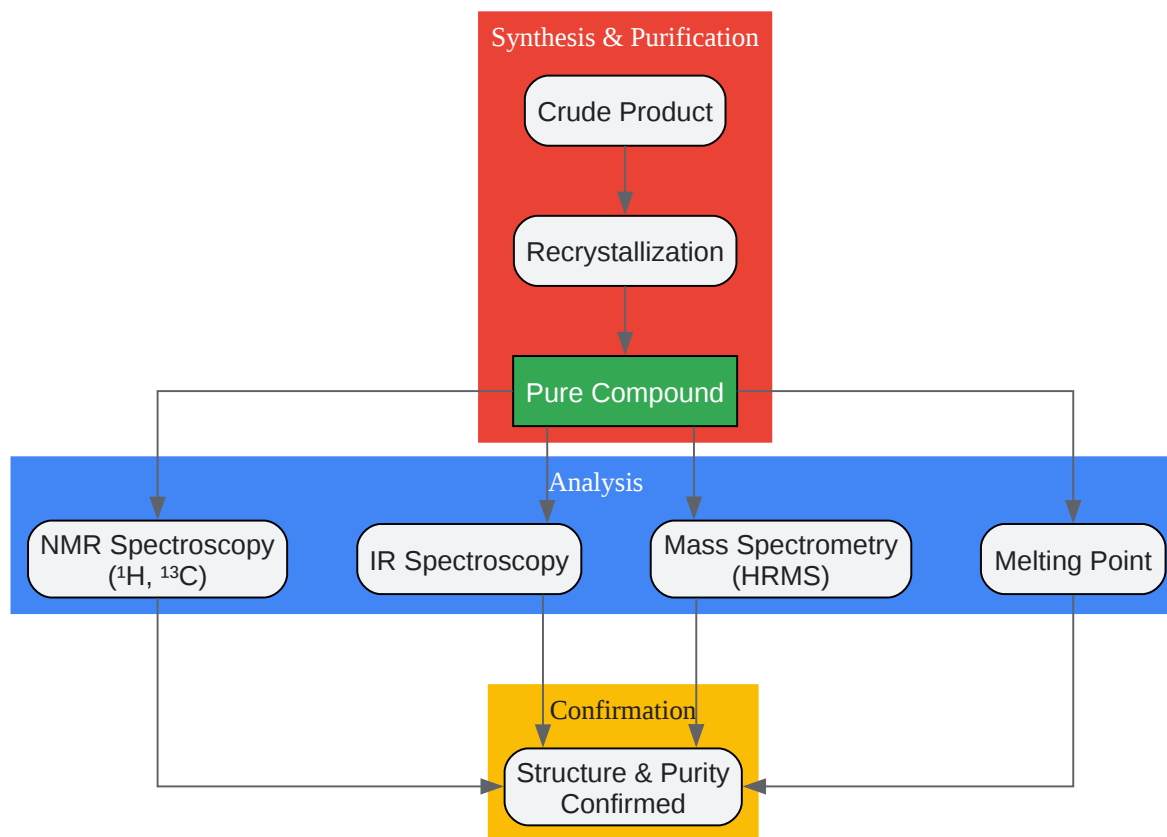 Synthesis & Purification
Crude Product
Recrystallization
Pure Compound
Analysis
NMR Spectroscopy
(¹H, ¹³C)
IR Spectroscopy
Mass Spectrometry
(HRMS)
Melting Point
Confirmation
Structure & Purity
Confirmed